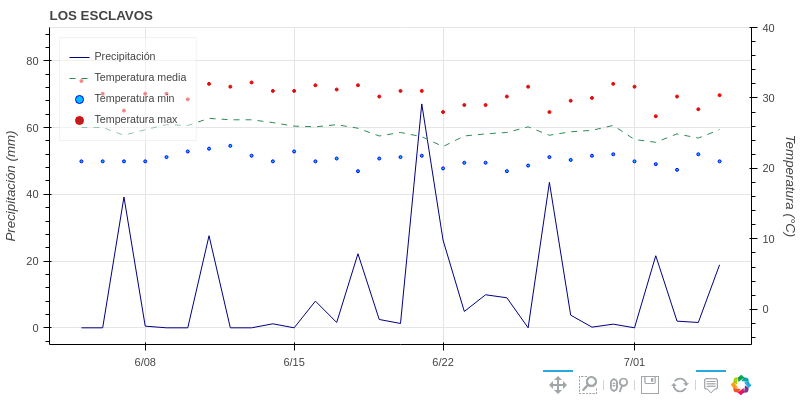 LOS ESCLAVOS
Precipitación
Temperatura media
Temperatura min
Temperatura max
Precipitación (mm)
80
60
40
20
0
Temperatura (°C)
40
30
20
10
0
6/08
6/15
6/22
7/01